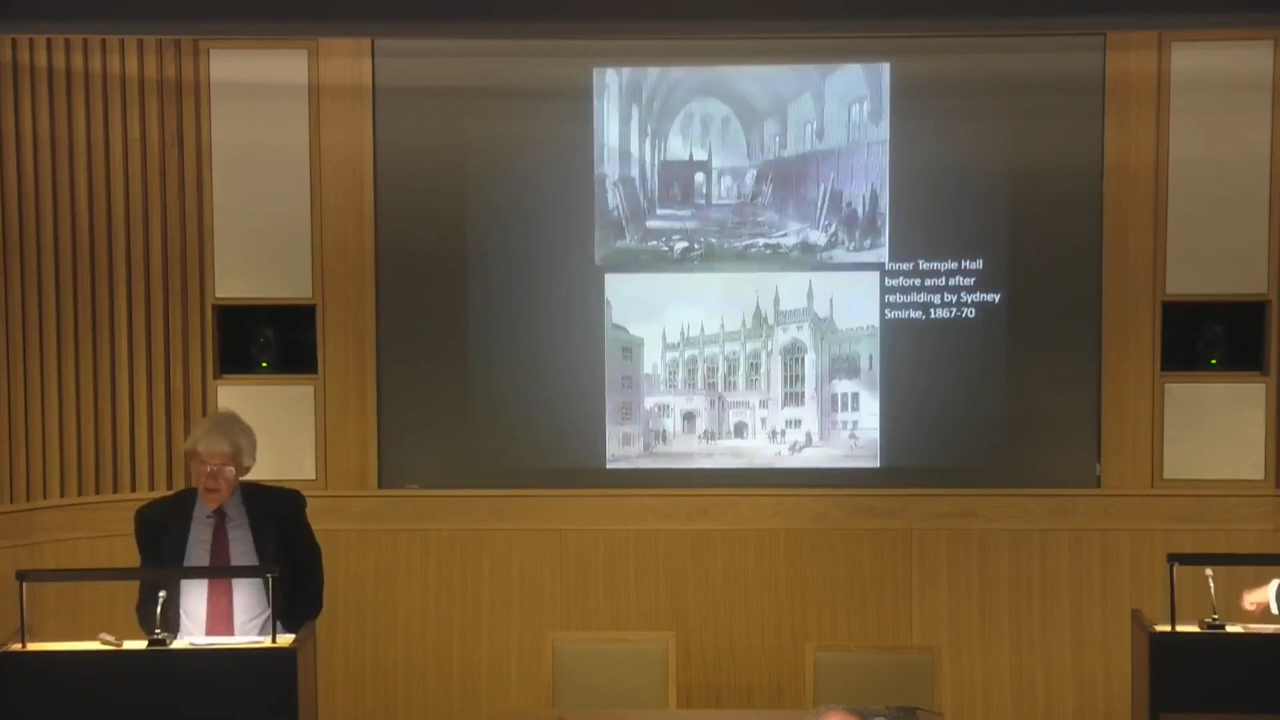 Inner Temple Hall
before and after
rebuilding by Sydney
Smirke, 1867-70